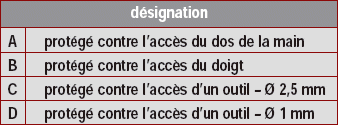 désignation
A protégé contre l'accès du dos de la main
B protégé contre l'accès du doigt
C protégé contre l'accès d'un outil – Ø 2,5 mm
D protégé contre l'accès d'un outil – Ø 1 mm